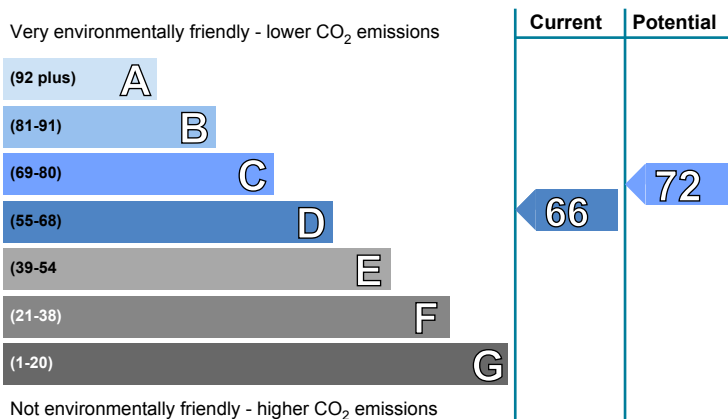 Current Potential
Very environmentally friendly - lower CO2 emissions
(92 plus) A
(81-91) B
(69-80) C
(55-68) D
(39-54 E
(21-38) F
(1-20) G
66
72
Not environmentally friendly - higher CO2 emissions